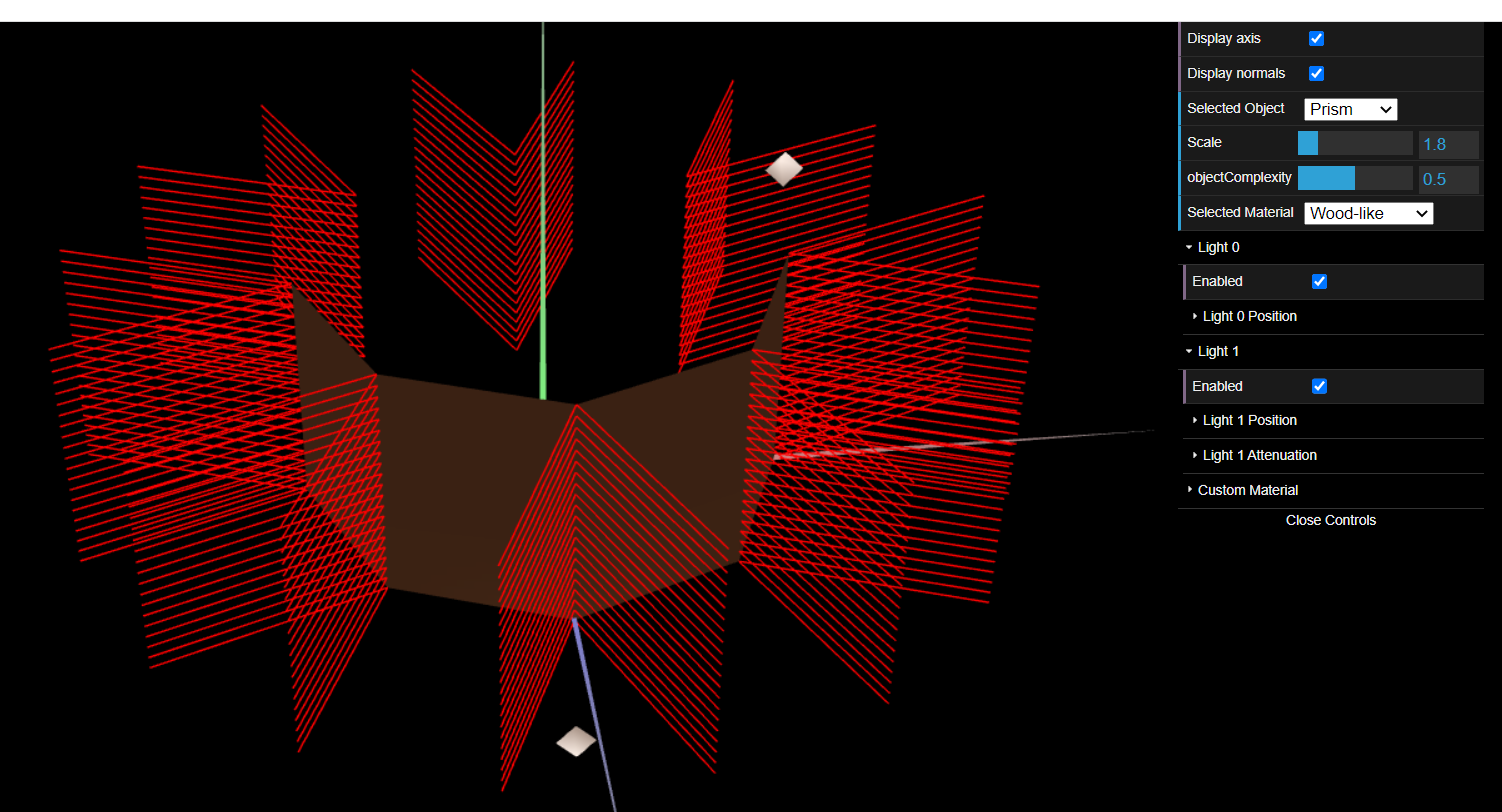 Display axis
Display normals
Selected Object Prism
Scale 1.8
objectComplexity 0.5
Selected Material Wood-like
Light 0
Enabled
Light 0 Position
Light 1
Enabled
Light 1 Position
Light 1 Attenuation
Custom Material
Close Controls